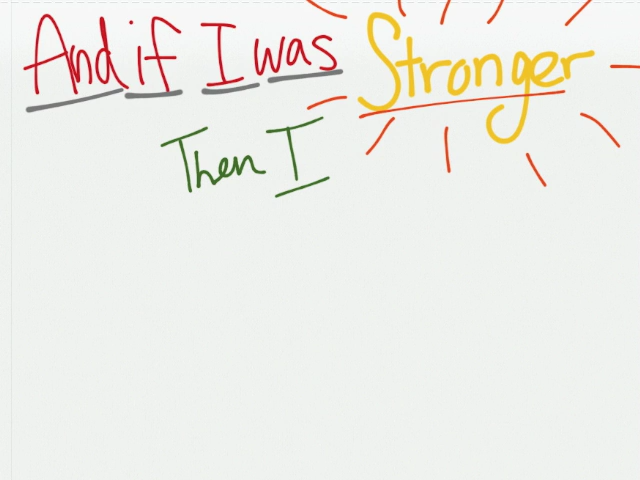 And if I was Stronger
Then I